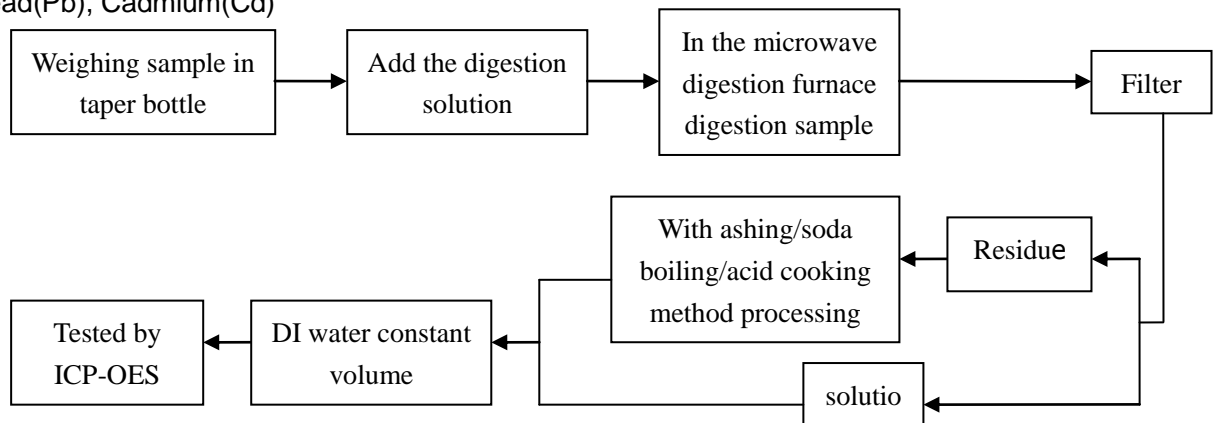 ead(Pb), Cadmium(Cd)
Weighing sample in
taper bottle
Add the digestion
solution
In the microwave
digestion furnace
digestion sample
Filter
With ashing/soda
boiling/acid cooking
method processing
Residue
Tested by
ICP-OES
DI water constant
volume
solutio